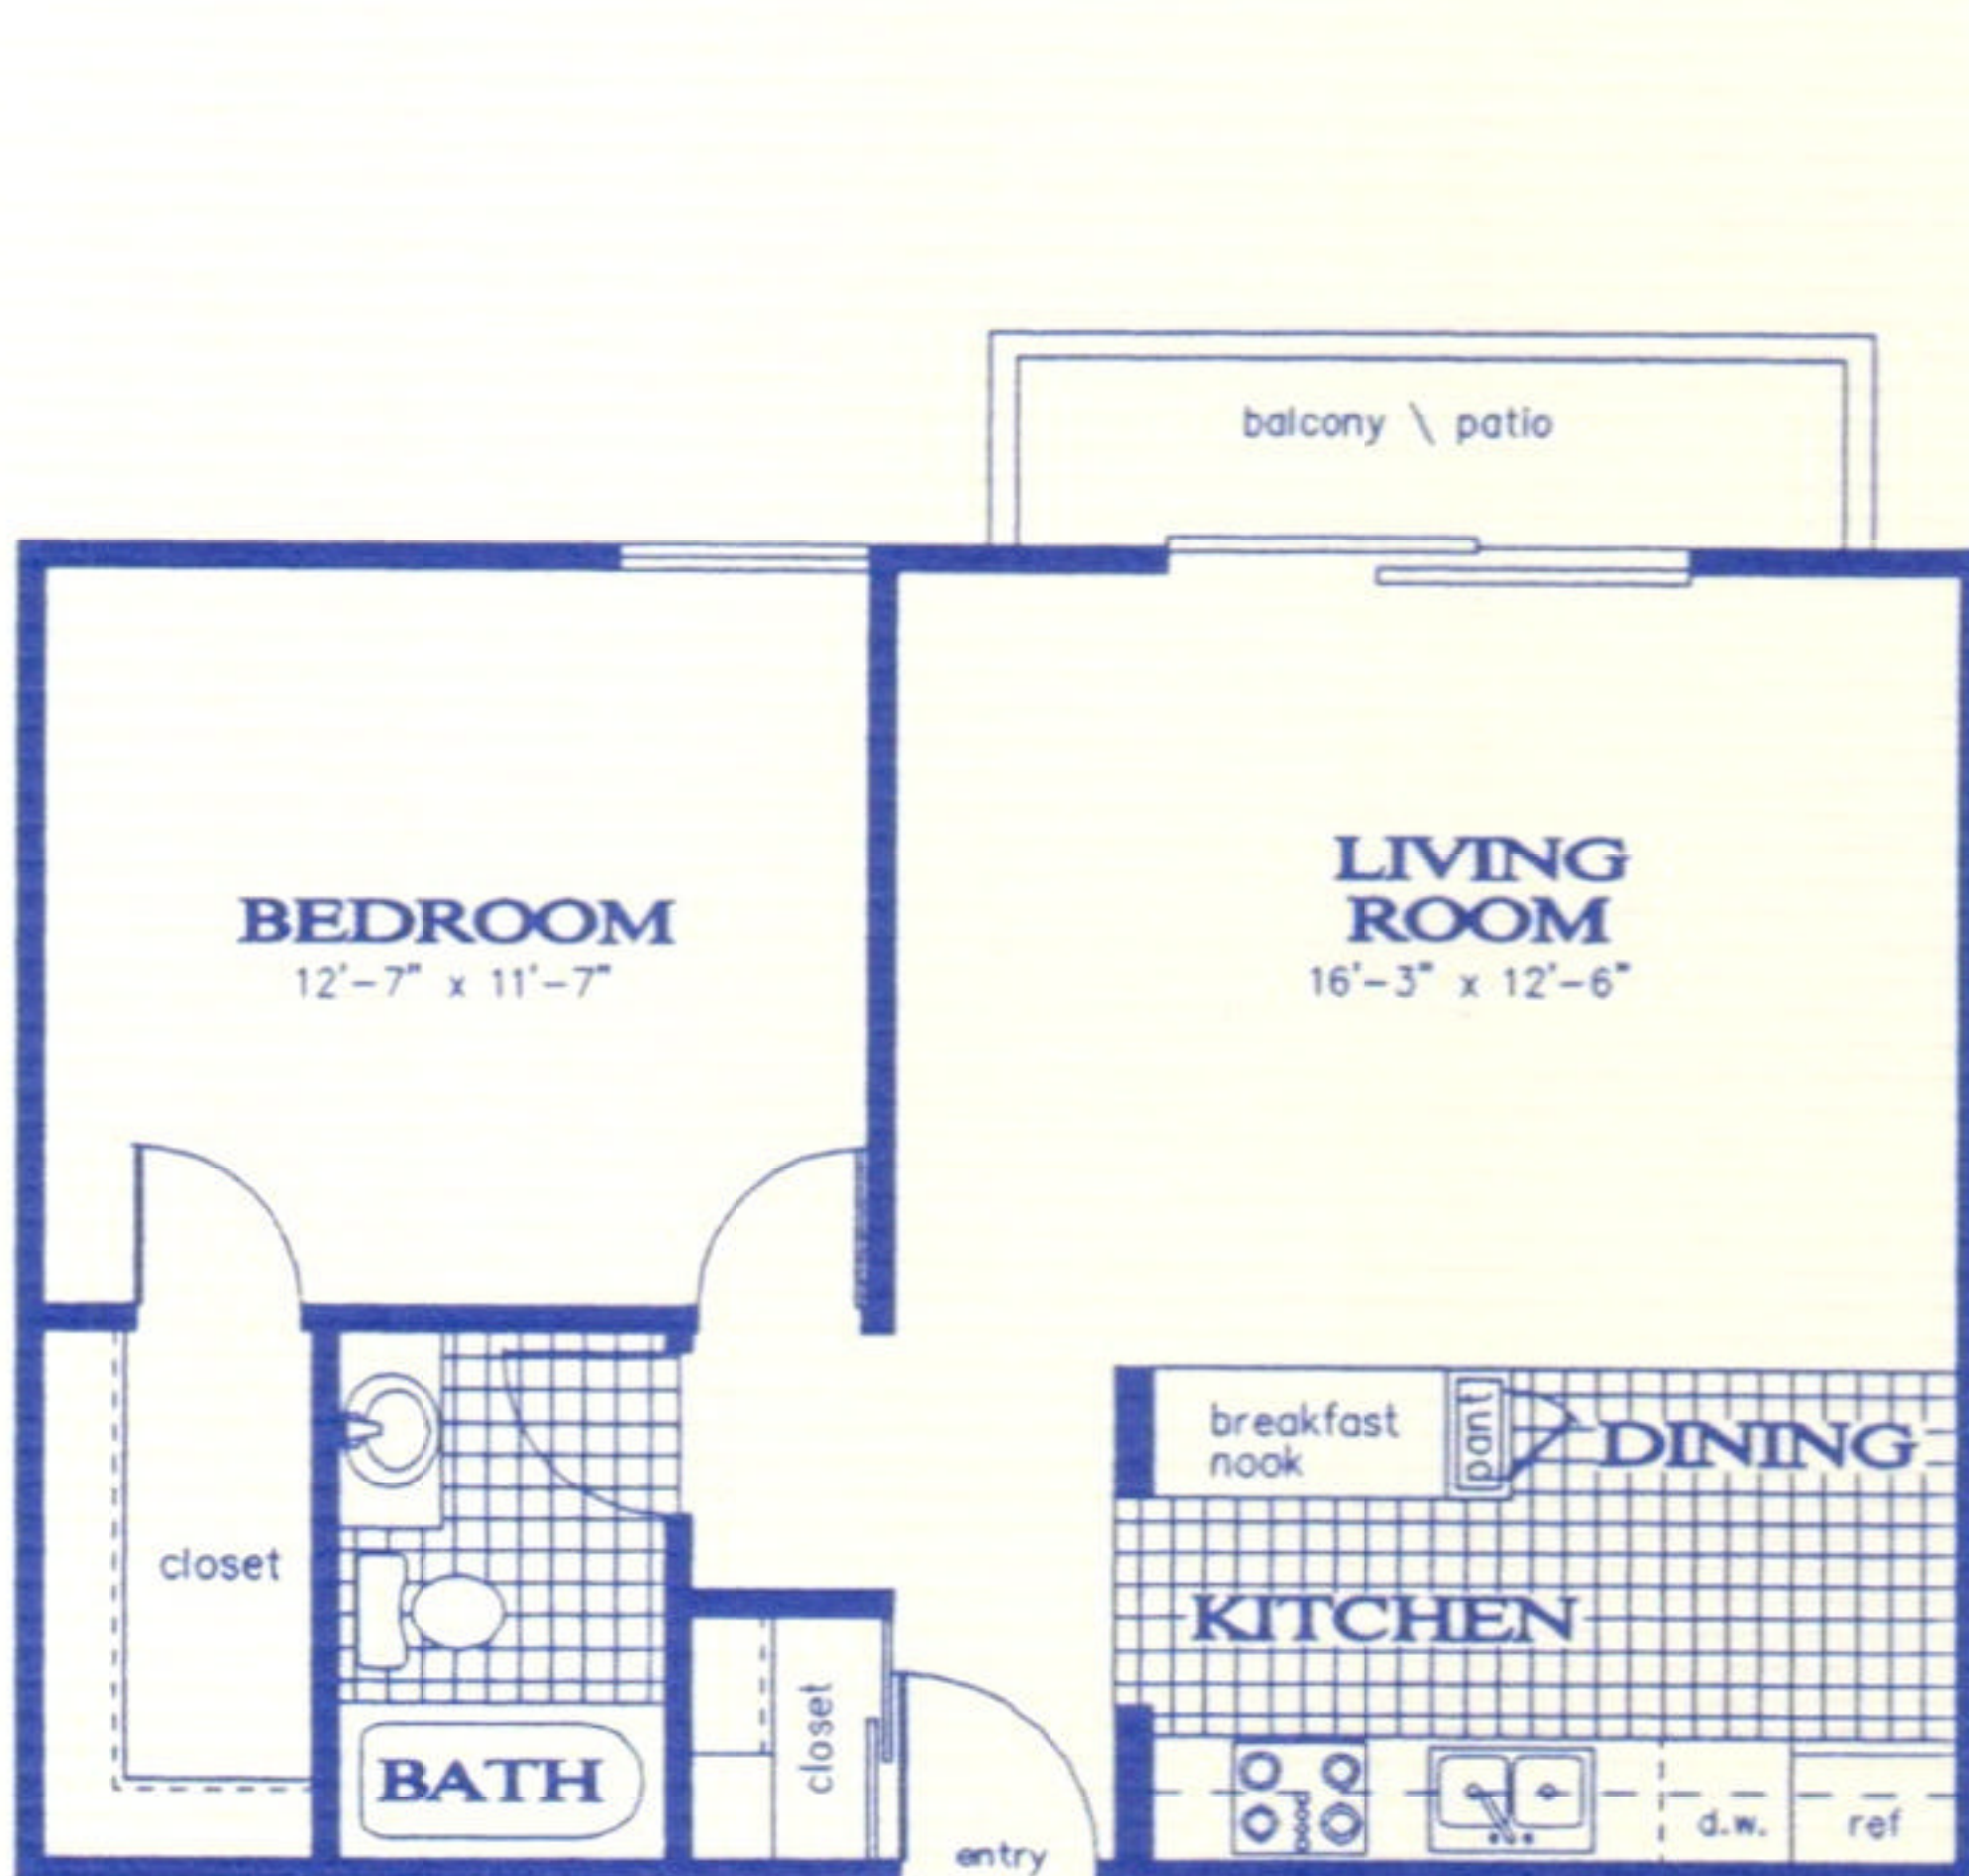 balcony \ patio
BEDROOM
12'-7" x 11'-7"
LIVING
ROOM
16'-3" x 12'-6"
breakfast
nook
pant
DINING
closet
KITCHEN
closet
BATH
entry
d.w.
ref